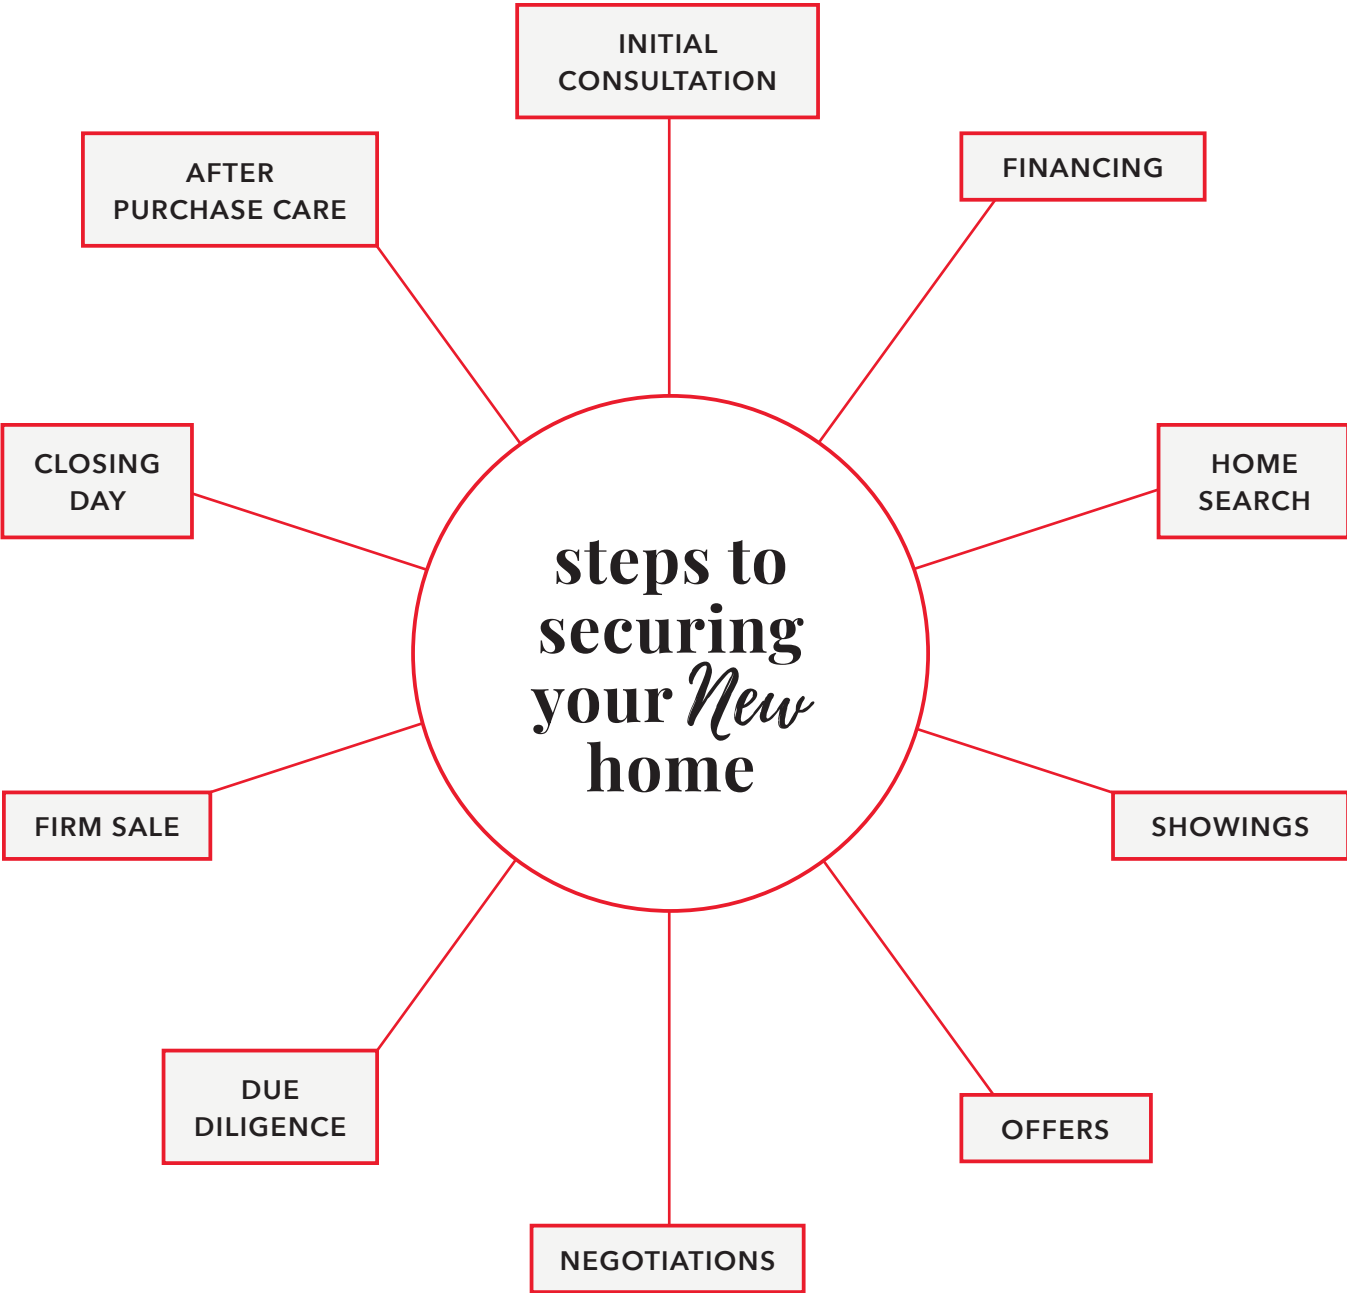 INITIAL
CONSULTATION
FINANCING
HOME
SEARCH
SHOWINGS
OFFERS
NEGOTIATIONS
DUE
DILIGENCE
FIRM SALE
CLOSING
DAY
AFTER
PURCHASE CARE
steps to
securing
your New
home